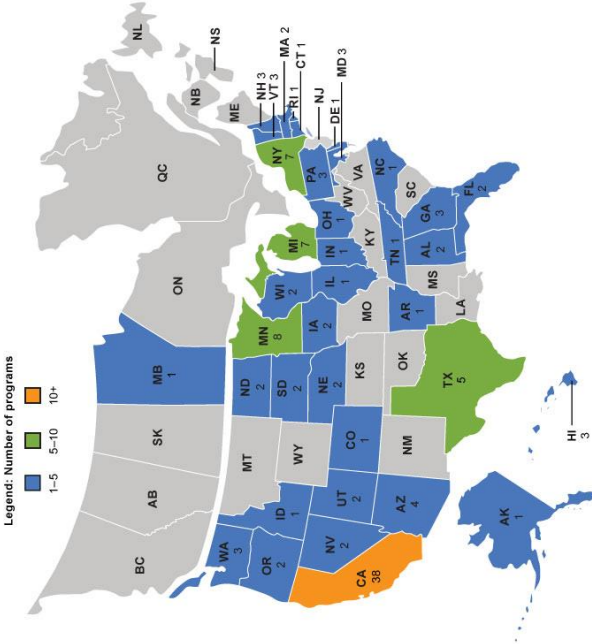 Legend: Number of programs
1–5
5–10
10+
BC
AB
SK
MB
1
ON
QC
NL
NB
NS
ME
NH 3
VT 3
MA 2
RI 1
CT 1
NJ
DE 1
MD 3
WA
3
OR
2
CA
38
NV
2
ID
1
UT
2
AZ
4
MT
WY
CO
1
NM
ND
2
SD
2
NE
2
KS
OK
TX
5
MN
8
IA
2
MO
AR
1
LA
WI
2
IL
1
MI
7
IN
1
OH
1
KY
TN 1
MS
AL
2
GA
3
FL
2
SC
NC
1
VA
WV
PA
3
NY
7
AK
1
HI
3